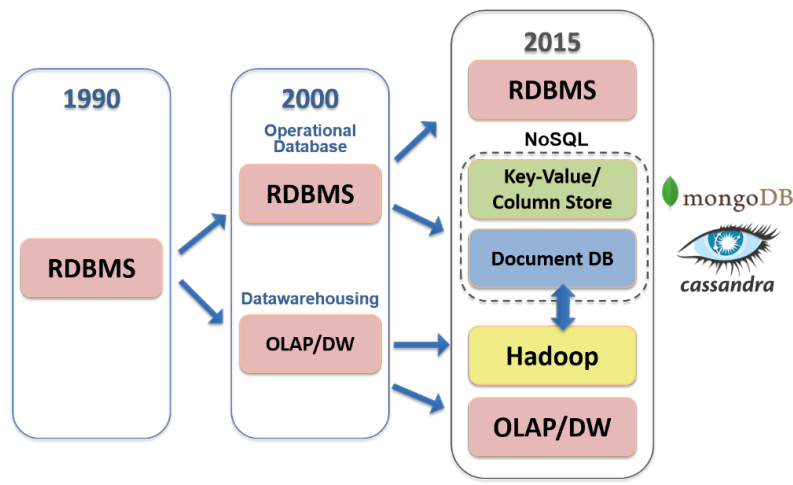 1990
RDBMS
2000
Operational
Database
RDBMS
Datawarehousing
OLAP/DW
2015
RDBMS
NoSQL
Key-Value/
Column Store
Document DB
Hadoop
OLAP/DW
mongoDB
cassandra